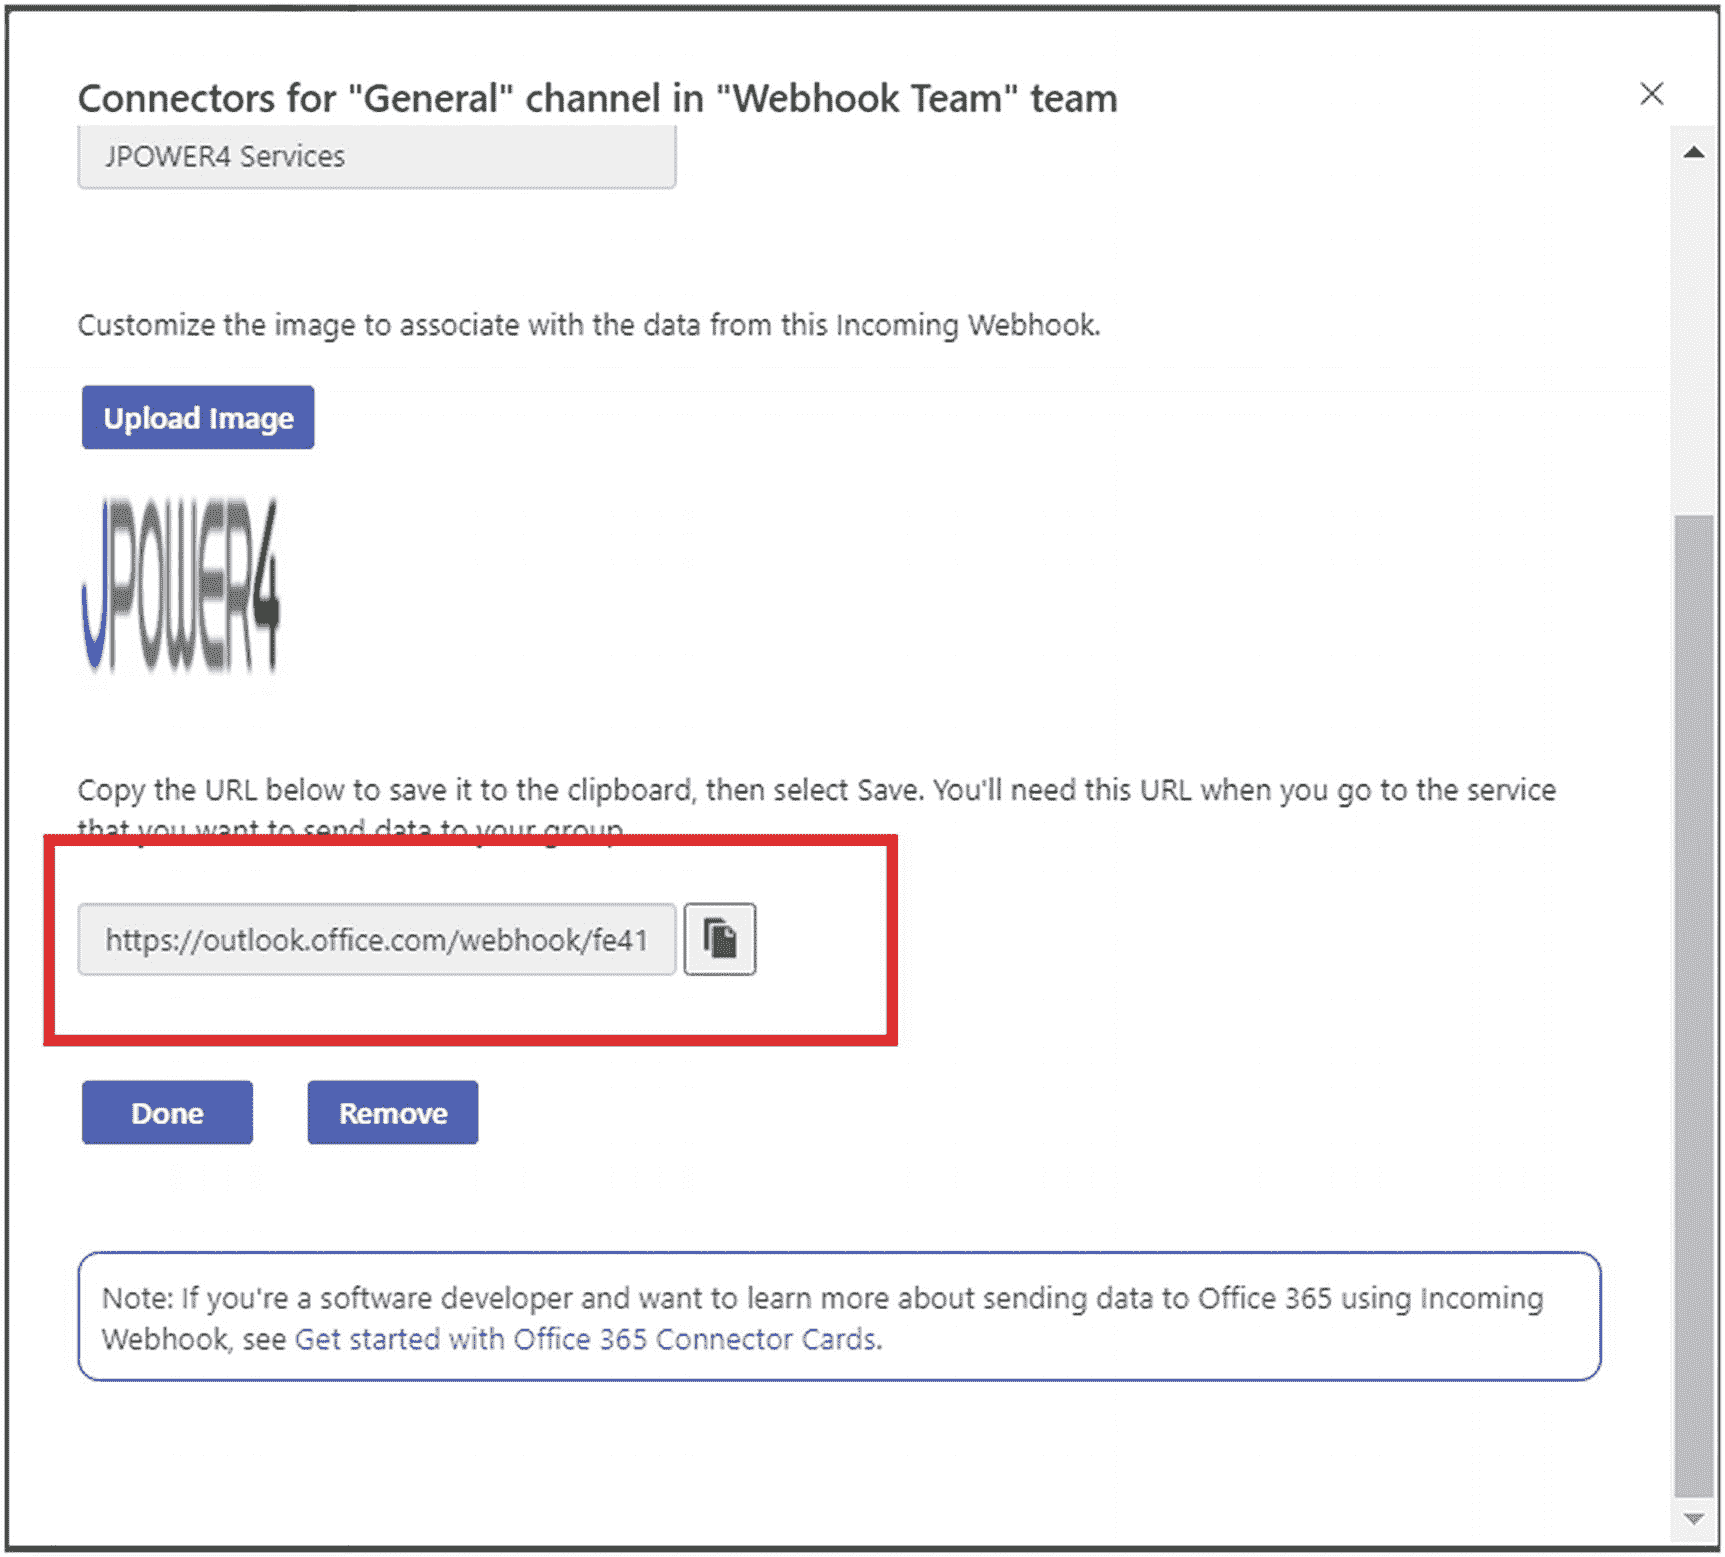 Connectors for "General" channel in "Webhook Team" team
JPOWER4 Services
Customize the image to associate with the data from this Incoming Webhook.
Upload Image
JPOWER4
Copy the URL below to save it to the clipboard, then select Save. You'll need this URL when you go to the service
that you want to send data to your group.
https://outlook.office.com/webhook/fe41
Done
Remove
Note: If you're a software developer and want to learn more about sending data to Office 365 using Incoming
Webhook, see Get started with Office 365 Connector Cards.